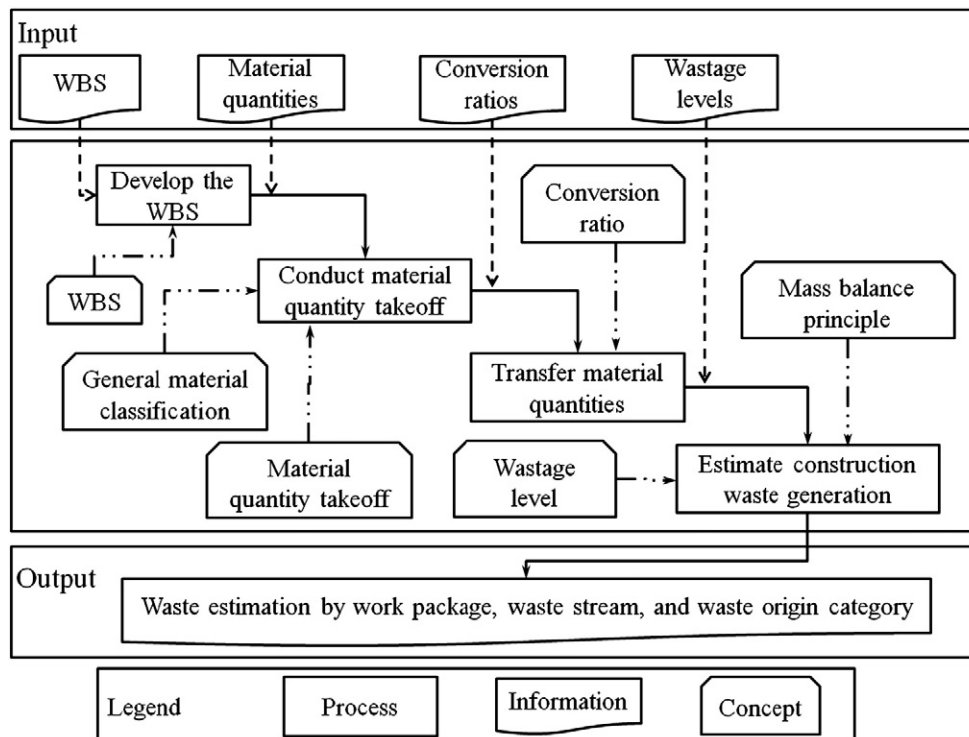 Input
WBS
Material
quantities
Conversion
ratios
Wastage
levels
Develop the
WBS
Conversion
ratio
WBS
Conduct material
quantity takeoff
Mass balance
principle
General material
classification
Transfer material
quantities
Material
quantity takeoff
Wastage
level
Estimate construction
waste generation
Output
Waste estimation by work package, waste stream, and waste origin category
Legend
Process
Information
Concept